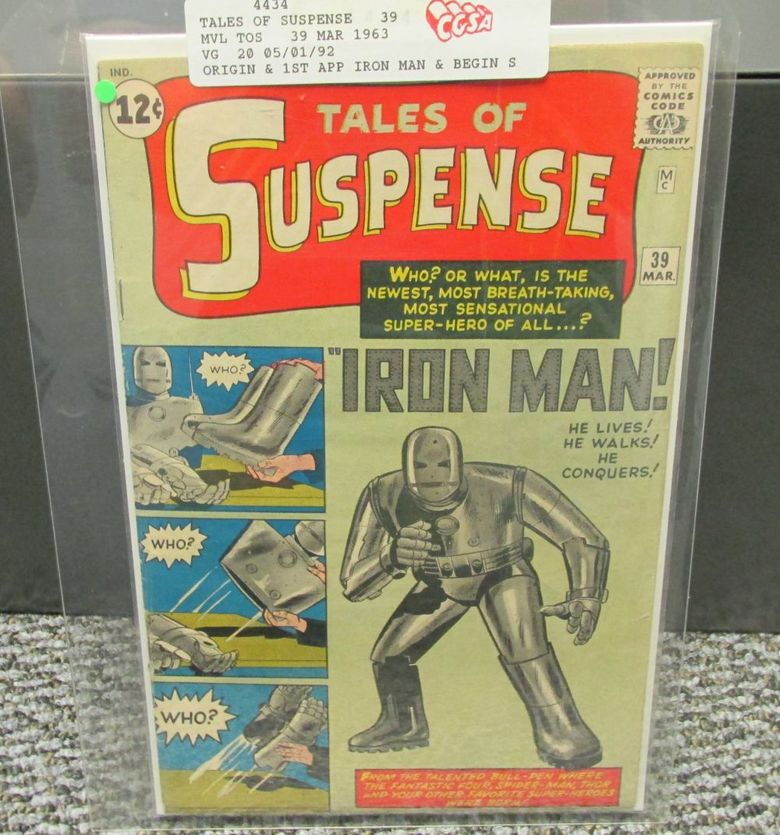 4434
TALES OF SUSPENSE 39
MVL TOS 39 MAR 1963
VG 20 05/01/92
ORIGIN & 1ST APP IRON MAN & BEGIN S
CGSA
IND.
12¢
APPROVED
BY THE
COMICS
CODE
CA
AUTHORITY
TALES OF
SUSPENSE
M
C
39
MAR.
WHO? OR WHAT, IS THE
NEWEST, MOST BREATH-TAKING,
MOST SENSATIONAL
SUPER-HERO OF ALL...?
"IRON MAN!
HE LIVES!
HE WALKS!
HE
CONQUERS!
WHO?
WHO?
WHO?
FROM THE TALENTED BULL-PEN WHERE
THE FANTASTIC FOUR, SPIDER-MAN, THOR
AND YOUR OTHER FAVORITE SUPER-HEROES
WERE BORN!